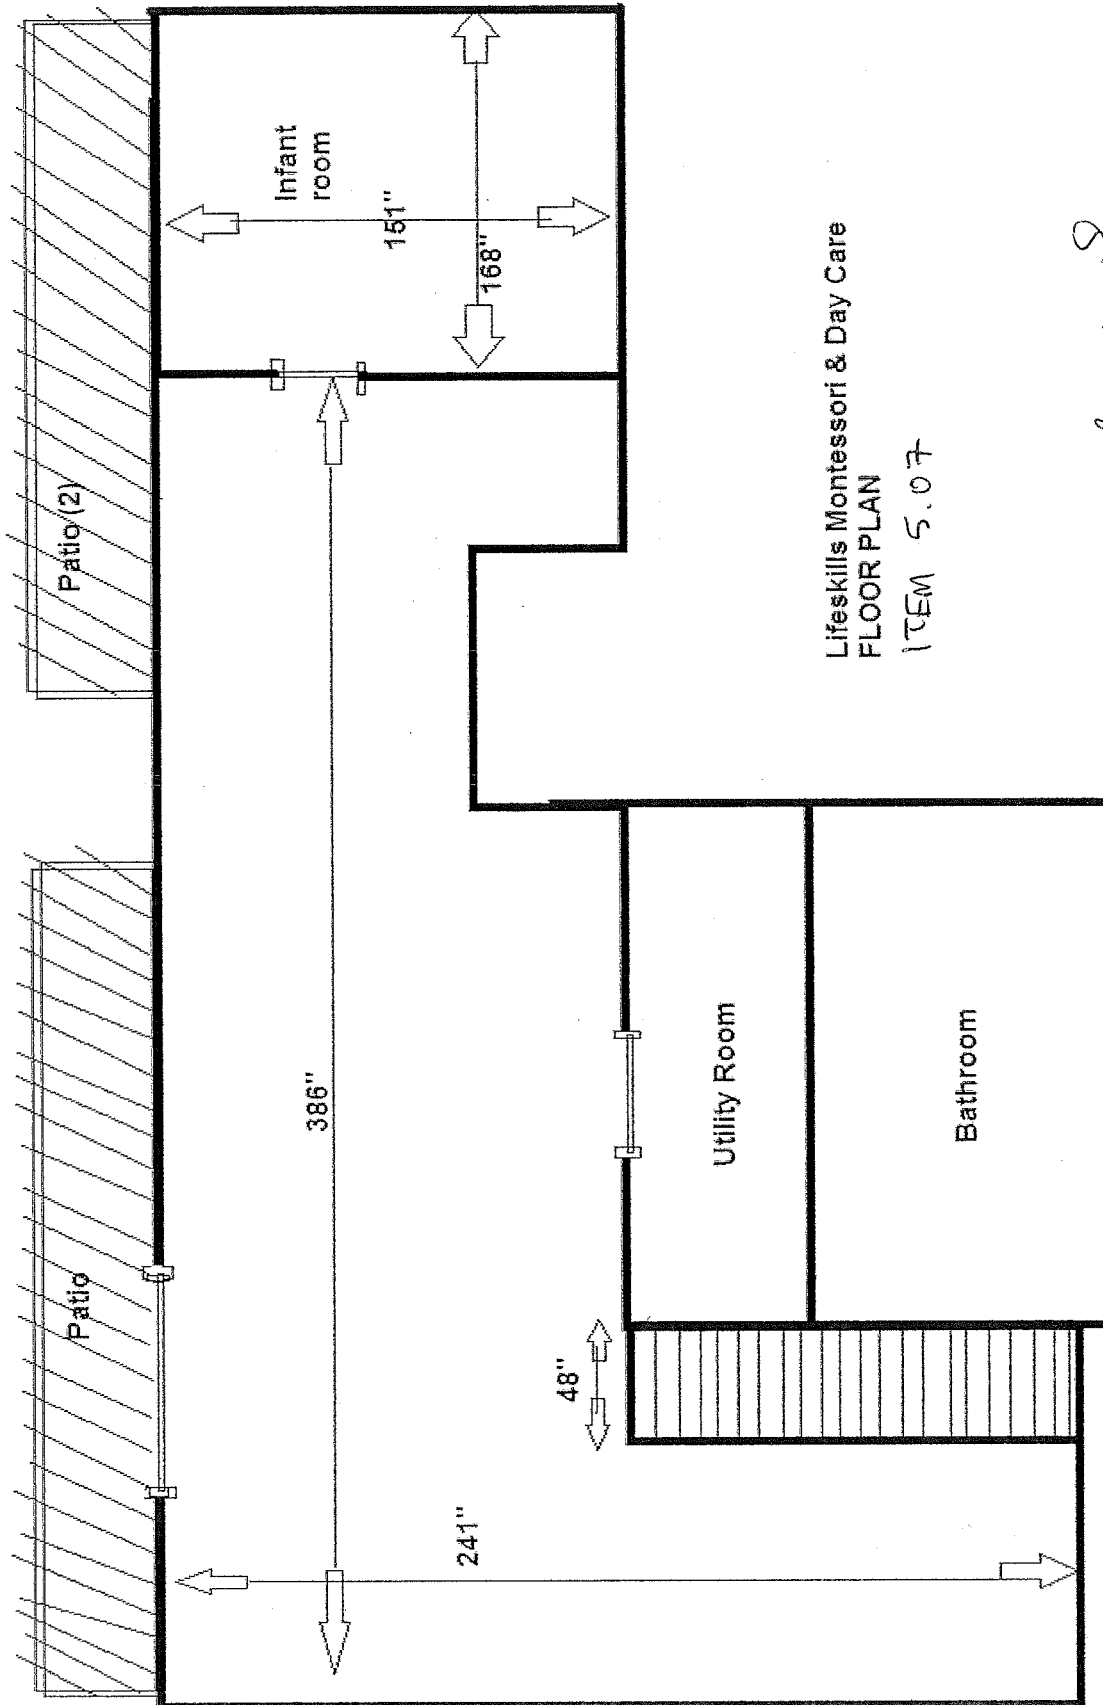 Patio
Patio (2)
241"
386"
48"
Infant
room
151"
168"
Utility Room
Bathroom
Lifeskills Montessori & Day Care
FLOOR PLAN
ITEM 5.07